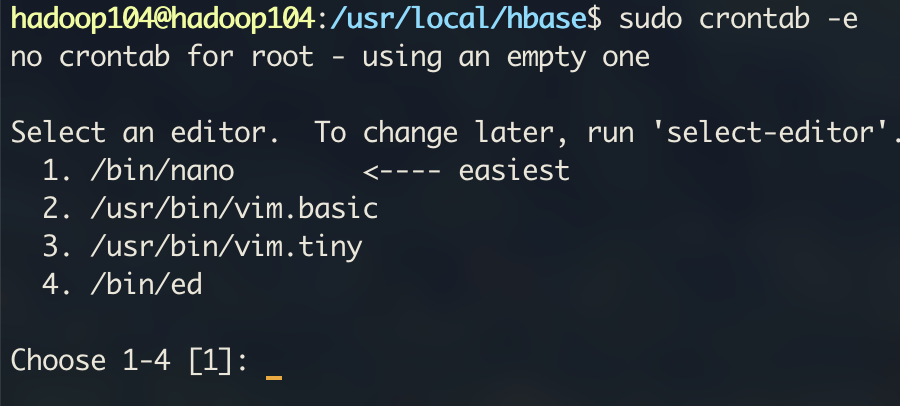 hadoop104@hadoop104:/usr/local/hbase$ sudo crontab -e
no crontab for root - using an empty one

Select an editor.  To change later, run 'select-editor'.
  1. /bin/nano        <---- easiest
  2. /usr/bin/vim.basic
  3. /usr/bin/vim.tiny
  4. /bin/ed

Choose 1-4 [1]: